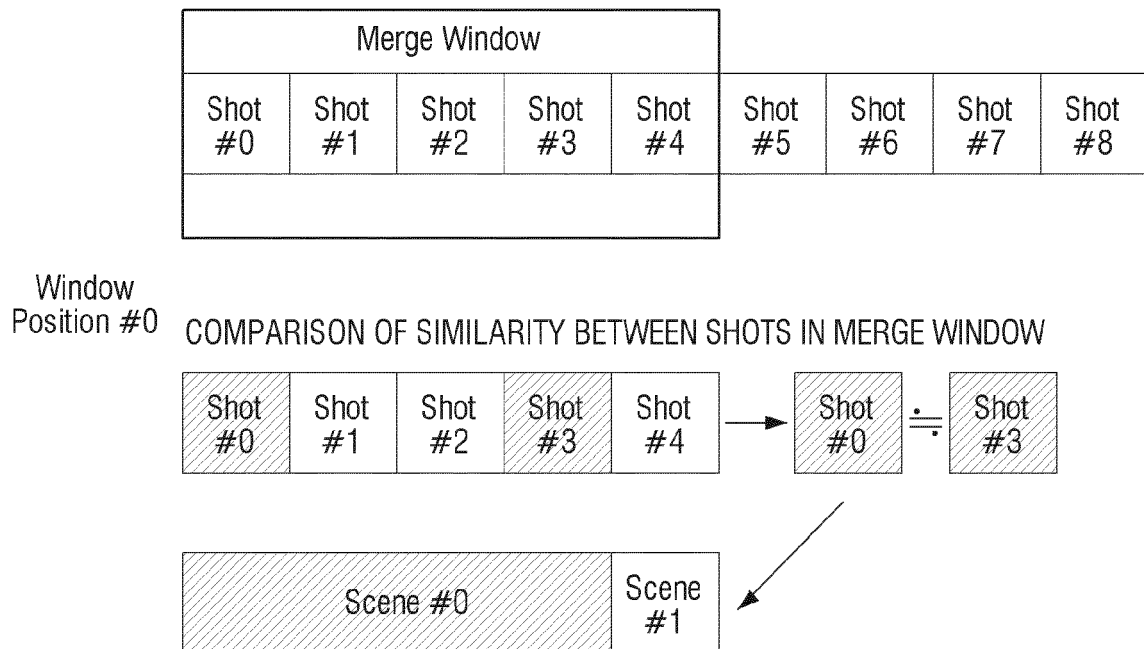 Merge Window
Shot #0 Shot #1 Shot #2 Shot #3 Shot #4 Shot #5 Shot #6 Shot #7 Shot #8
Window
Position #0
COMPARISON OF SIMILARITY BETWEEN SHOTS IN MERGE WINDOW
Shot #0 Shot #1 Shot #2 Shot #3 Shot #4 Shot #0 ≒ Shot #3
Scene #0 Scene #1